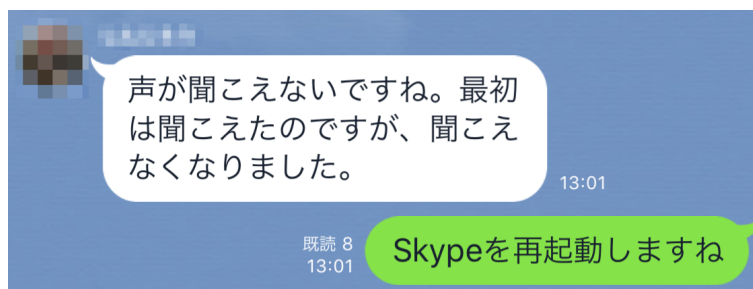 声が聞こえないですね。最初
は聞こえたのですが、聞こえ
なくなりました。
13:01
既読 8
13:01
Skypeを再起動しますね